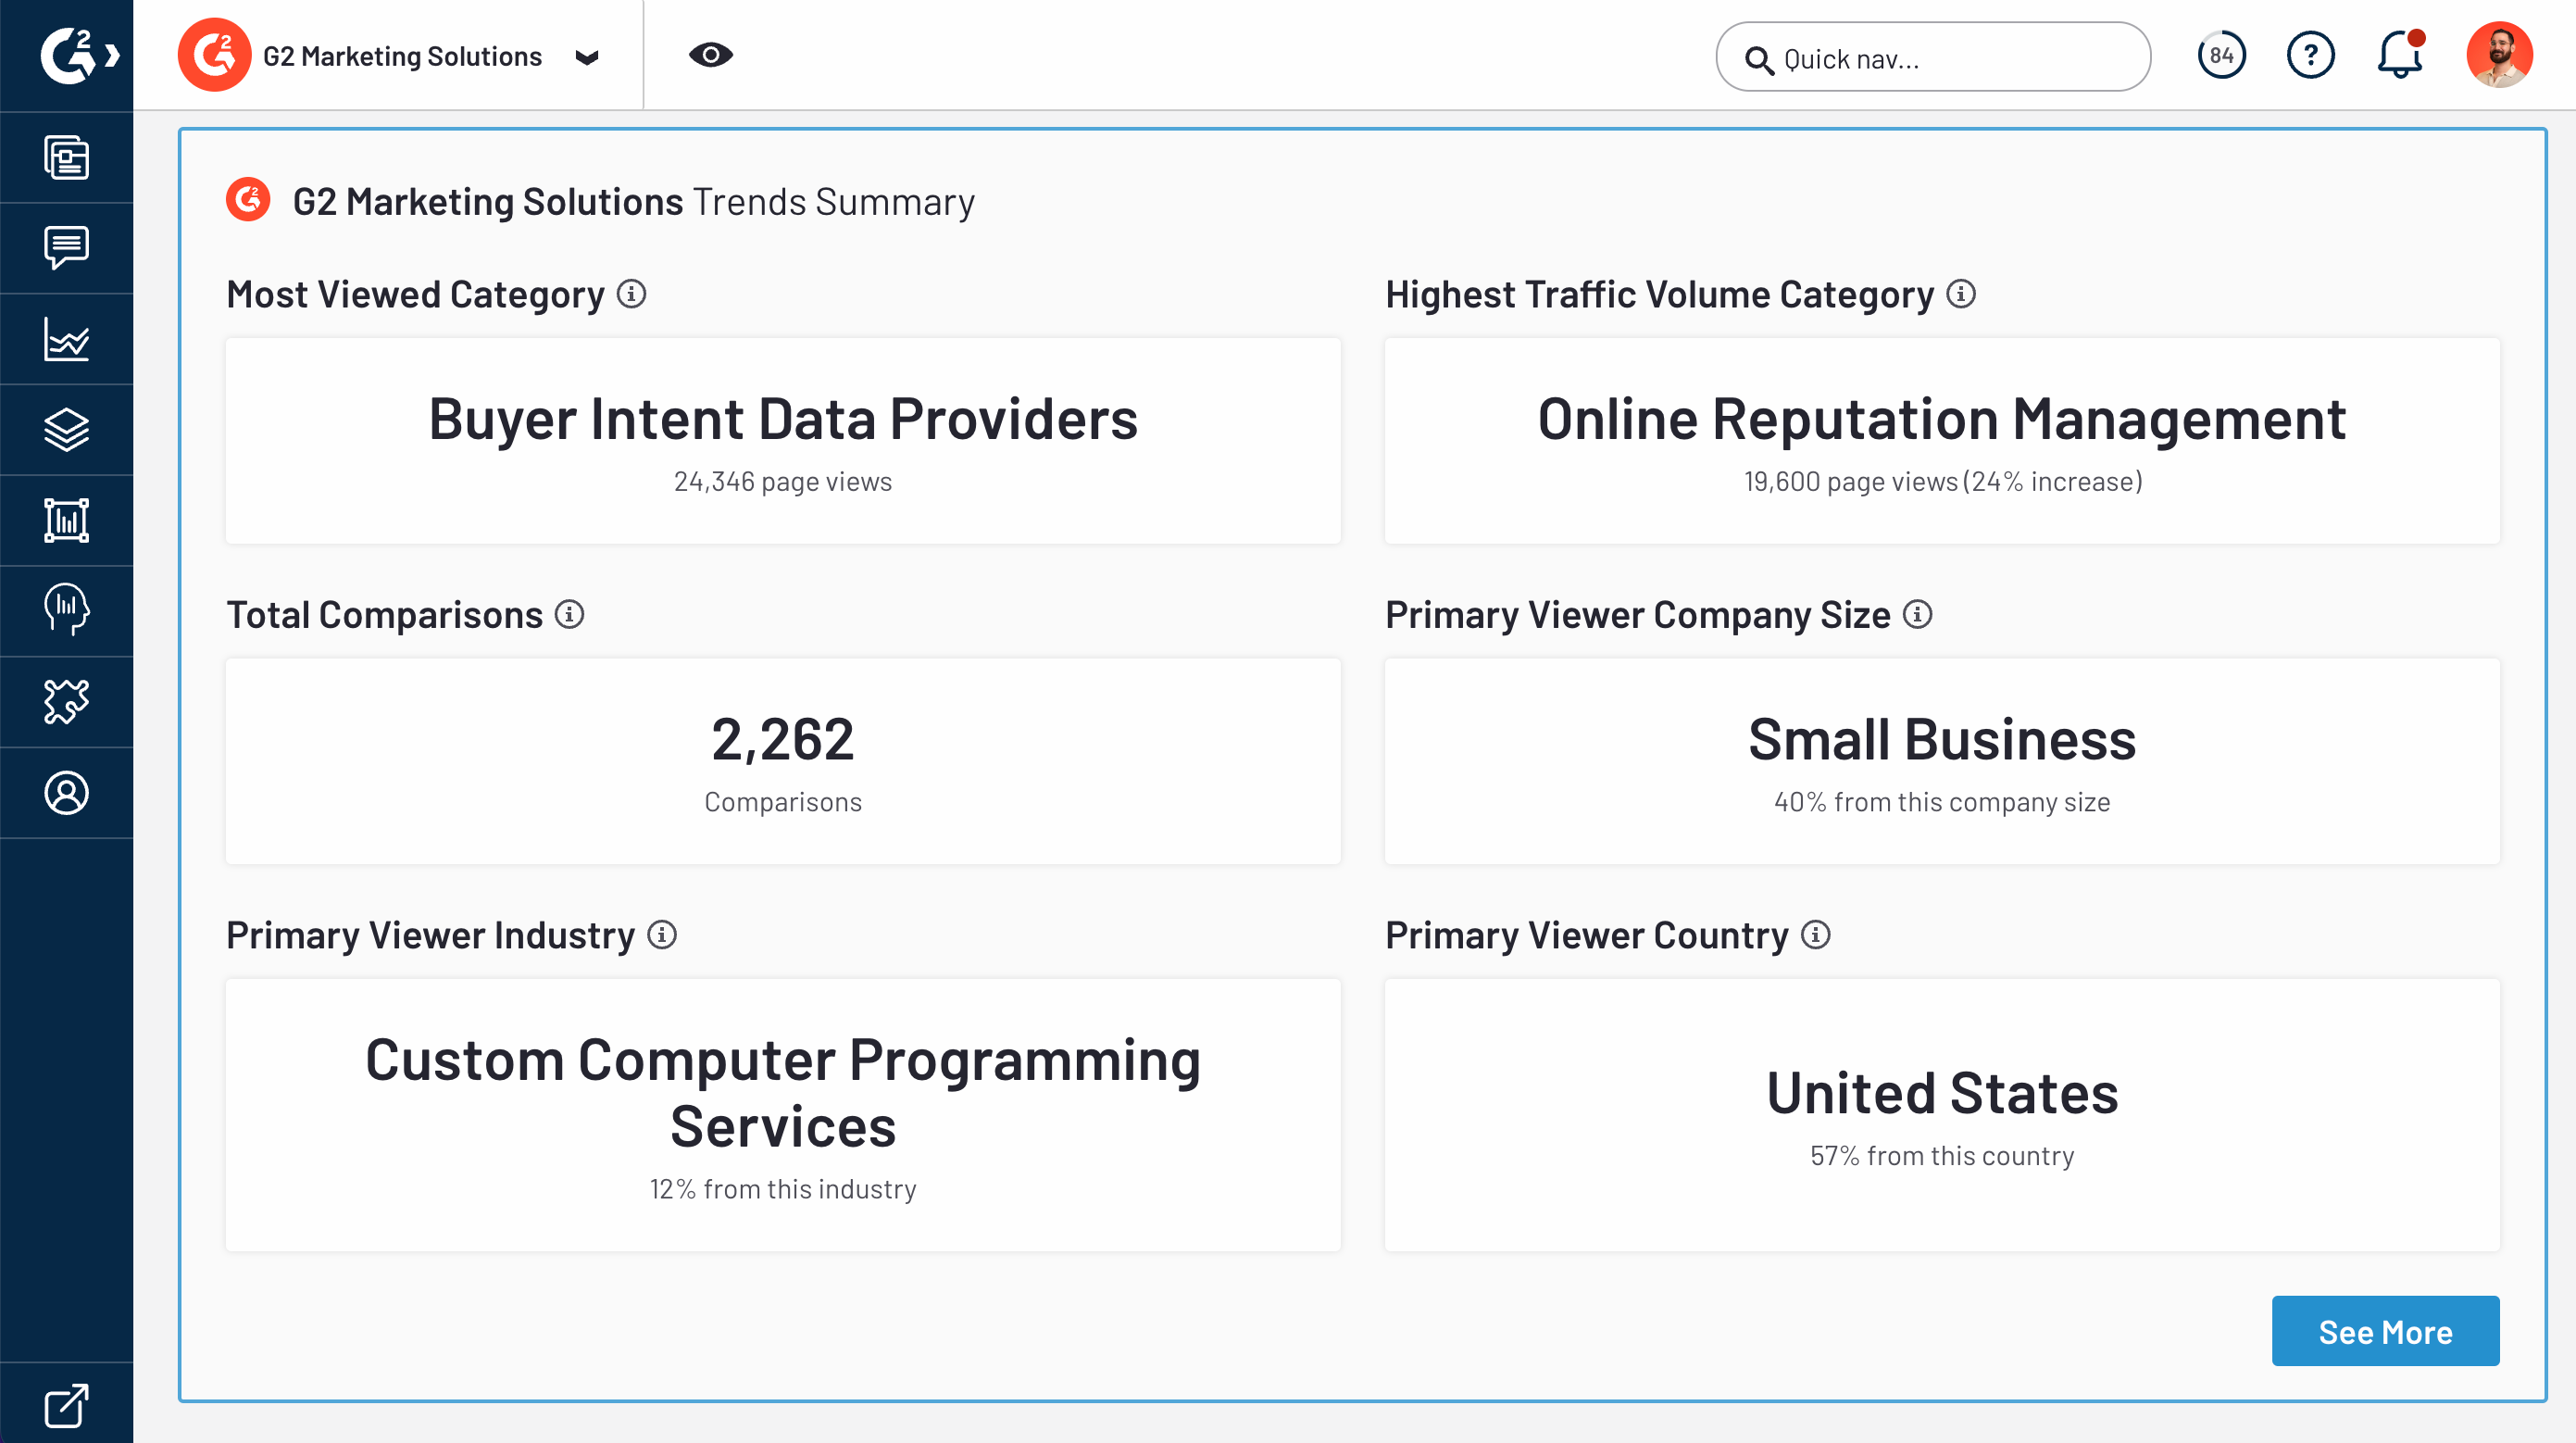 G2
G2 G2 Marketing Solutions
Quick nav...
84
?
G2 G2 Marketing Solutions Trends Summary
Most Viewed Category
Buyer Intent Data Providers
24,346 page views
Highest Traffic Volume Category
Online Reputation Management
19,600 page views (24% increase)
Total Comparisons
2,262
Comparisons
Primary Viewer Company Size
Small Business
40% from this company size
Primary Viewer Industry
Custom Computer Programming
Services
12% from this industry
Primary Viewer Country
United States
57% from this country
See More